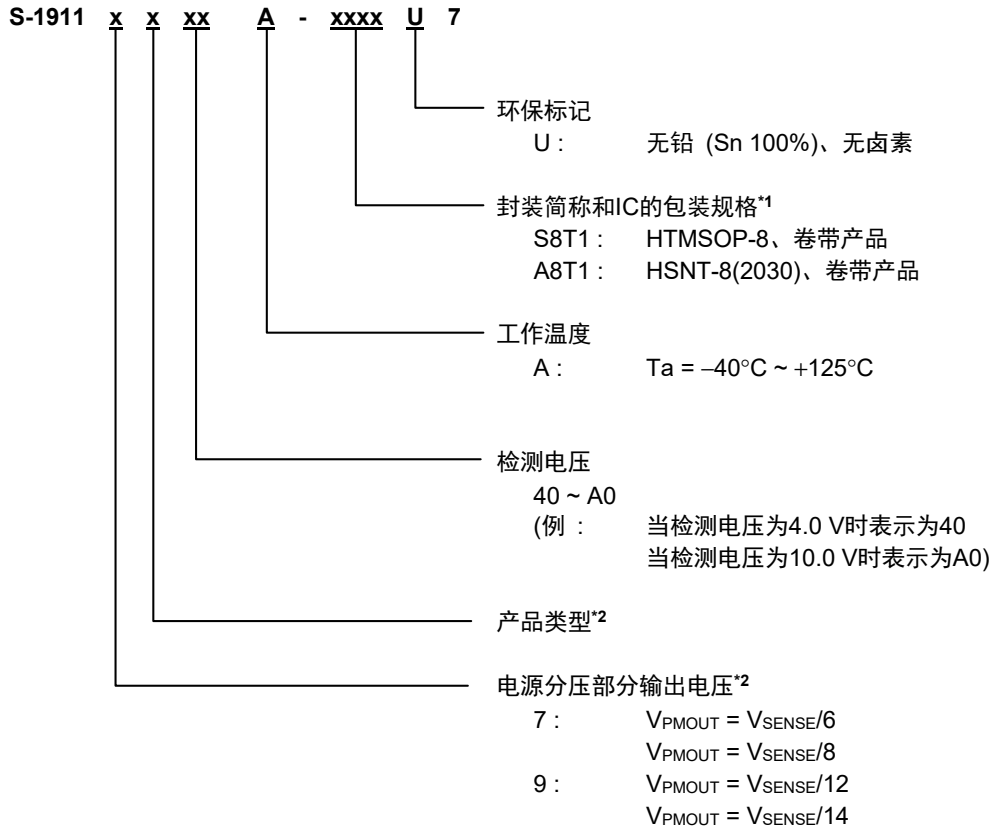 S-1911 x x xx A - xxxx U 7
环保标记
U : 无铅 (Sn 100%)、无卤素
封装简称和IC的包装规格*1
S8T1 : HTMSOP-8、卷带产品
A8T1 : HSNT-8(2030)、卷带产品
工作温度
A : Ta = −40°C ~ +125°C
检测电压
40 ~ A0
(例 : 当检测电压为4.0 V时表示为40
当检测电压为10.0 V时表示为A0)
产品类型*2
电源分压部分输出电压*2
7 : VPMOUT = VSENSE/6
VPMOUT = VSENSE/8
9 : VPMOUT = VSENSE/12
VPMOUT = VSENSE/14